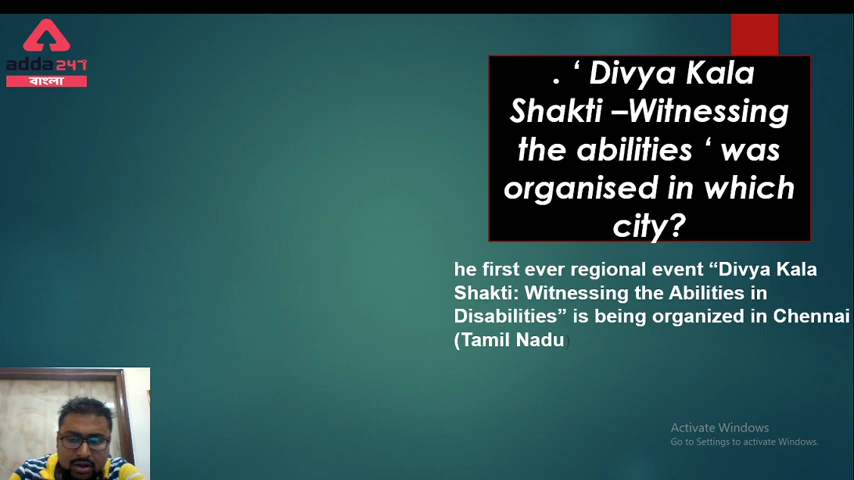 adda247
বাংলা
. ‘ Divya Kala
Shakti –Witnessing
the abilities ‘ was
organised in which
city?
he first ever regional event “Divya Kala
Shakti: Witnessing the Abilities in
Disabilities” is being organized in Chennai
(Tamil Nadu)
Activate Windows
Go to Settings to activate Windows.